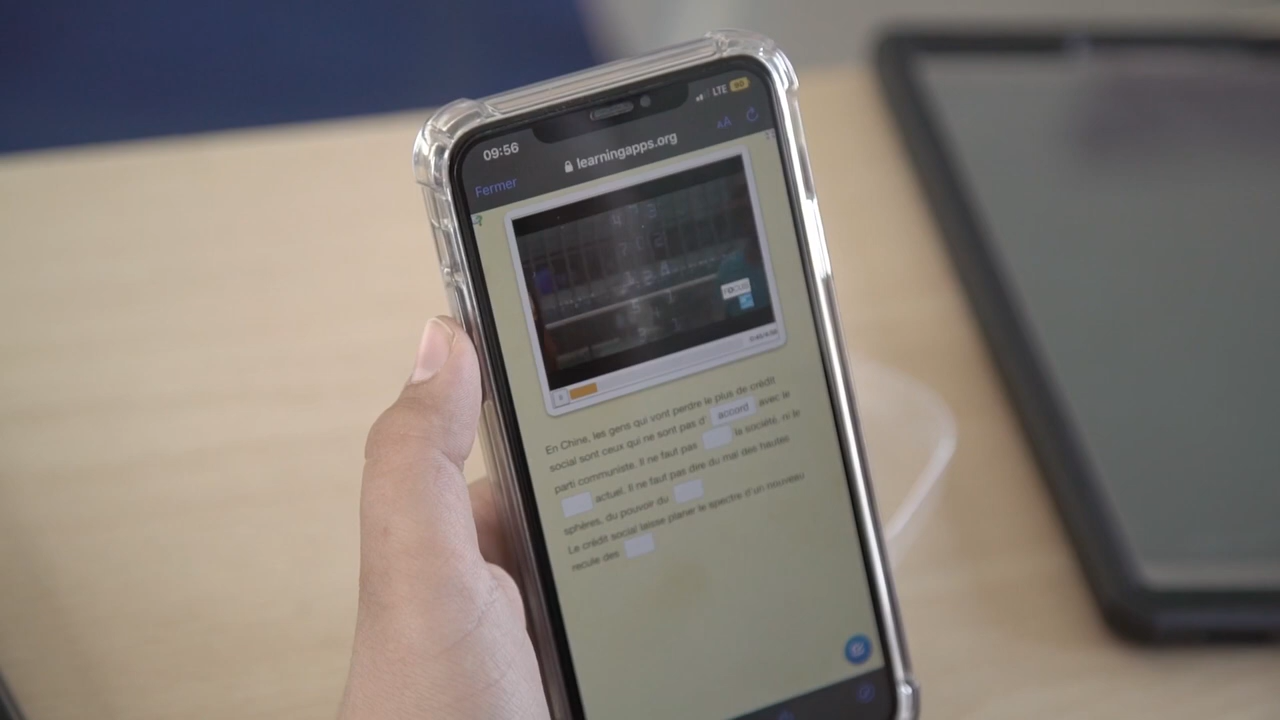 09:56
LTE
80
learningapps.org
AA
Fermer
FOCUS
En Chine, les gens qui vont perdre le plus de crédit
social sont ceux qui ne sont pas d' accord avec le
parti communiste. Il ne faut pas la société, ni le
actuel. Il ne faut pas dire du mal des hautes
sphères, du pouvoir du
Le crédit social laisse planer le spectre d'un nouveau
recule des